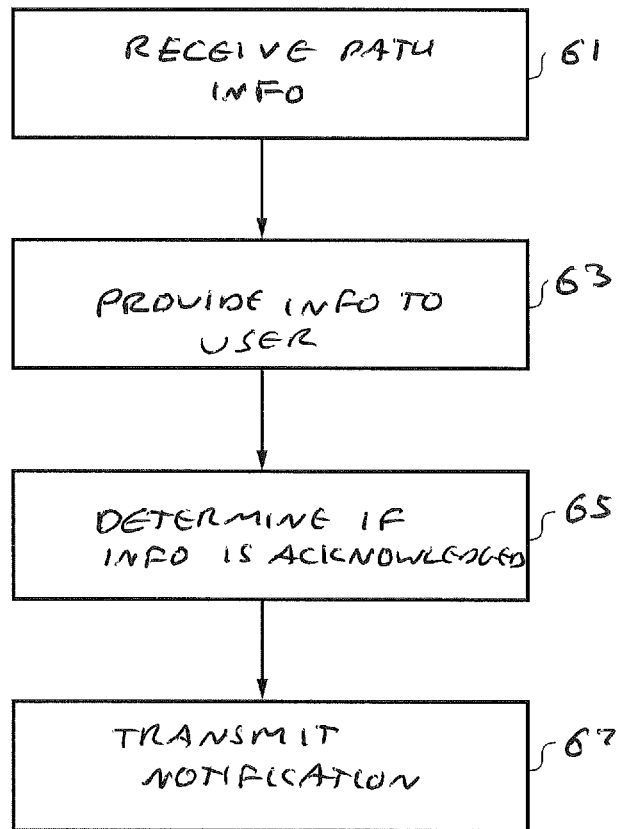 RECEIVE PATH
INFO
61
PROVIDE INFO TO
USER
63
DETERMINE IF
INFO IS ACKNOWLEDGED
65
TRANSMIT
NOTIFICATION
67